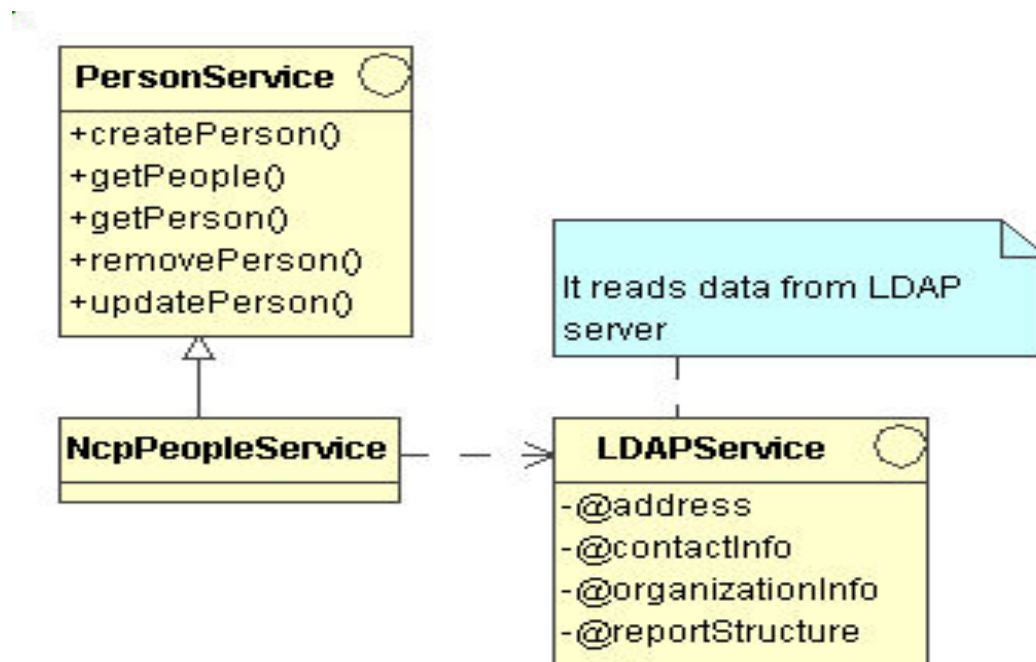 PersonService
+createPerson()
+getPeople()
+getPerson()
+removePerson()
+updatePerson()
It reads data from LDAP
server
NcpPeopleService
LDAPService
-@address
-@contactInfo
-@organizationInfo
-@reportStructure